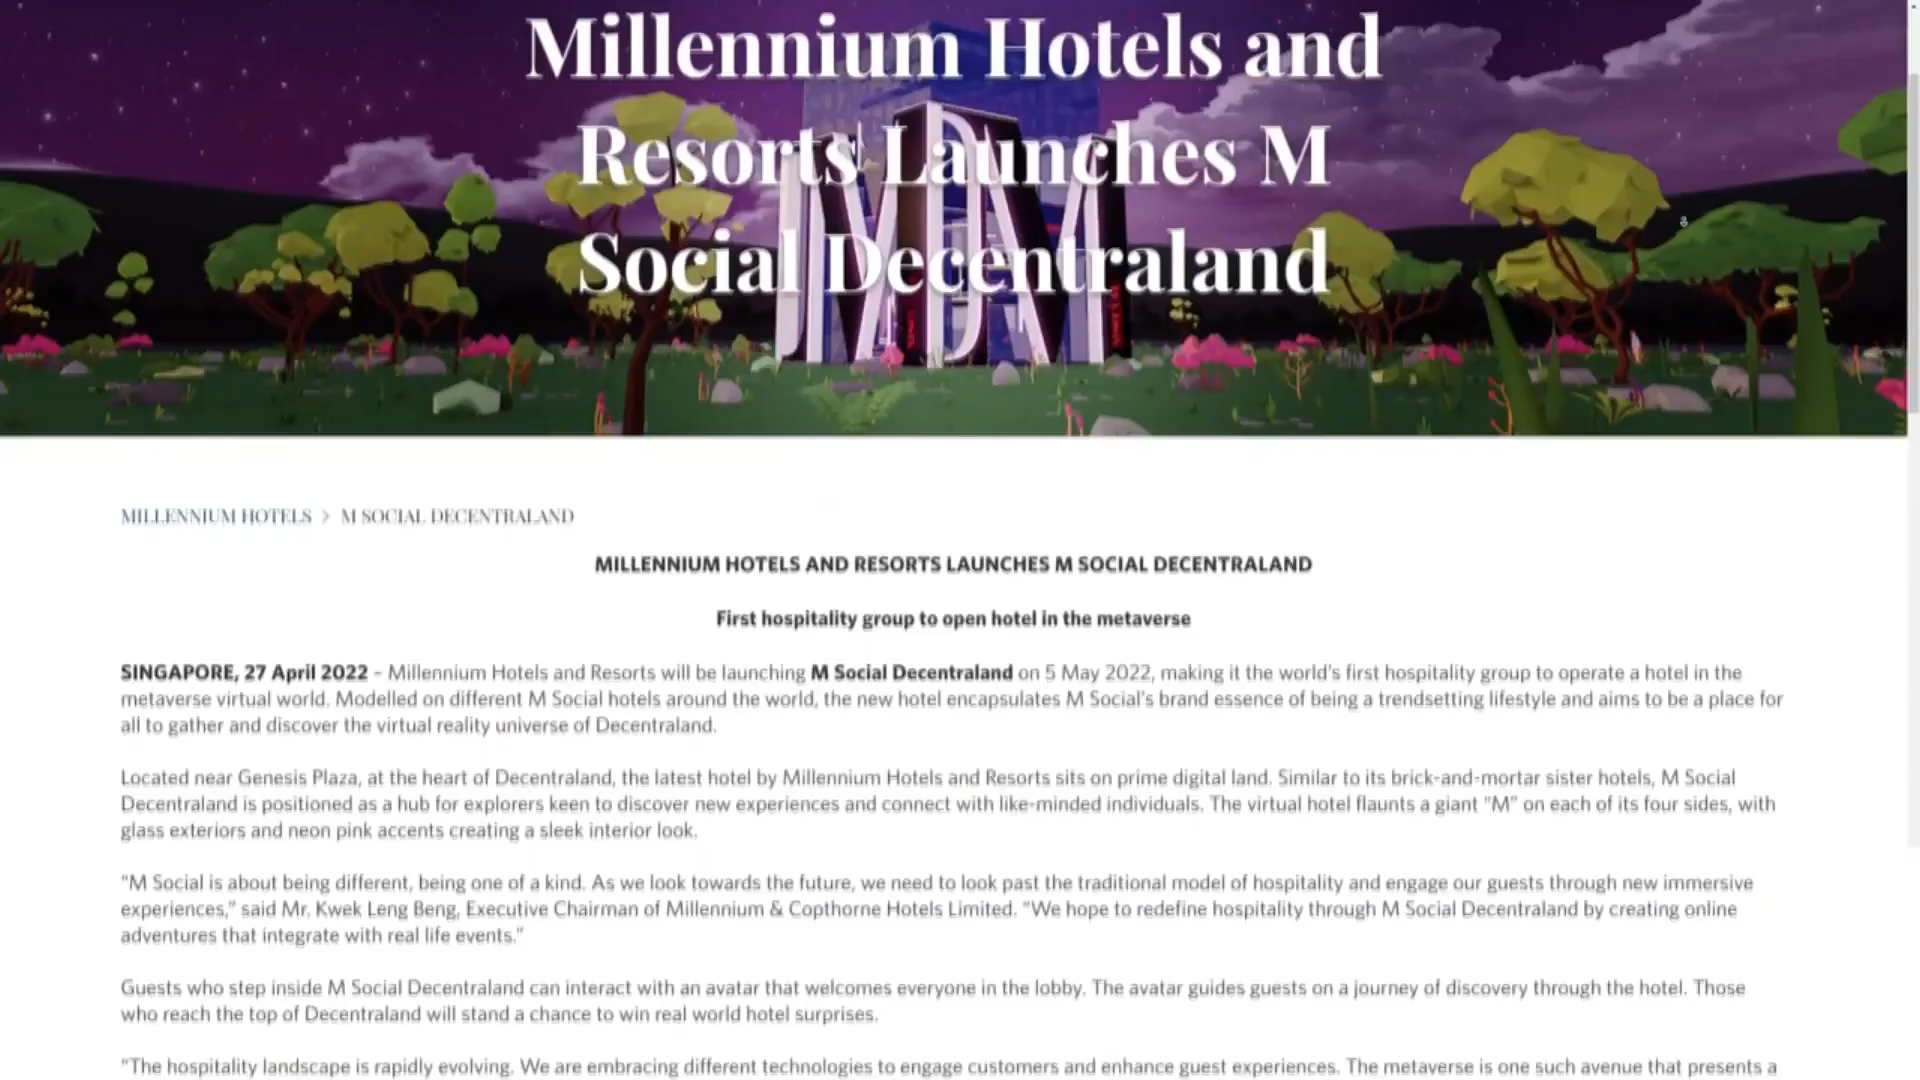 Millennium Hotels and
Resorts Launches M
Social Decentraland
MILLENNIUM HOTELS > M SOCIAL DECENTRALAND
MILLENNIUM HOTELS AND RESORTS LAUNCHES M SOCIAL DECENTRALAND
First hospitality group to open hotel in the metaverse
SINGAPORE, 27 April 2022 – Millennium Hotels and Resorts will be launching M Social Decentraland on 5 May 2022, making it the world's first hospitality group to operate a hotel in the
metaverse virtual world. Modelled on different M Social hotels around the world, the new hotel encapsulates M Social's brand essence of being a trendsetting lifestyle and aims to be a place for
all to gather and discover the virtual reality universe of Decentraland.
Located near Genesis Plaza, at the heart of Decentraland, the latest hotel by Millennium Hotels and Resorts sits on prime digital land. Similar to its brick-and-mortar sister hotels, M Social
Decentraland is positioned as a hub for explorers keen to discover new experiences and connect with like-minded individuals. The virtual hotel flaunts a giant "M" on each of its four sides, with
glass exteriors and neon pink accents creating a sleek interior look.
"M Social is about being different, being one of a kind. As we look towards the future, we need to look past the traditional model of hospitality and engage our guests through new immersive
experiences," said Mr. Kwek Leng Beng, Executive Chairman of Millennium & Copthorne Hotels Limited. "We hope to redefine hospitality through M Social Decentraland by creating online
adventures that integrate with real life events."
Guests who step inside M Social Decentraland can interact with an avatar that welcomes everyone in the lobby. The avatar guides guests on a journey of discovery through the hotel. Those
who reach the top of Decentraland will stand a chance to win real world hotel surprises.
"The hospitality landscape is rapidly evolving. We are embracing different technologies to engage customers and enhance guest experiences. The metaverse is one such avenue that presents a